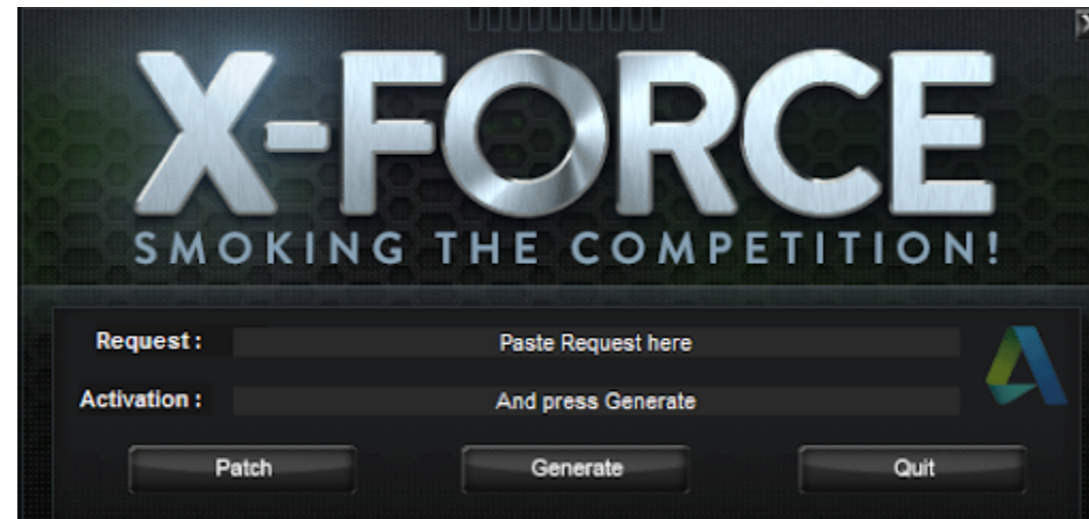 X-FORCE
SMOKING THE COMPETITION!
Request : Paste Request here
Activation : And press Generate
Patch Generate Quit